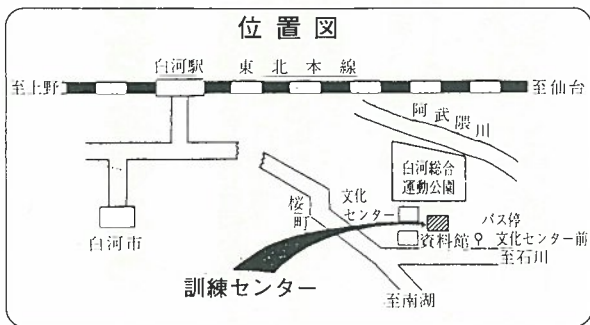 位置図
白河駅
東北本線
至上野
至仙台
阿武隈川
白河総合
運動公園
桜町
文化
センター
バス停
資料館
文化センター前
白河市
至石川
訓練センター
至南湖